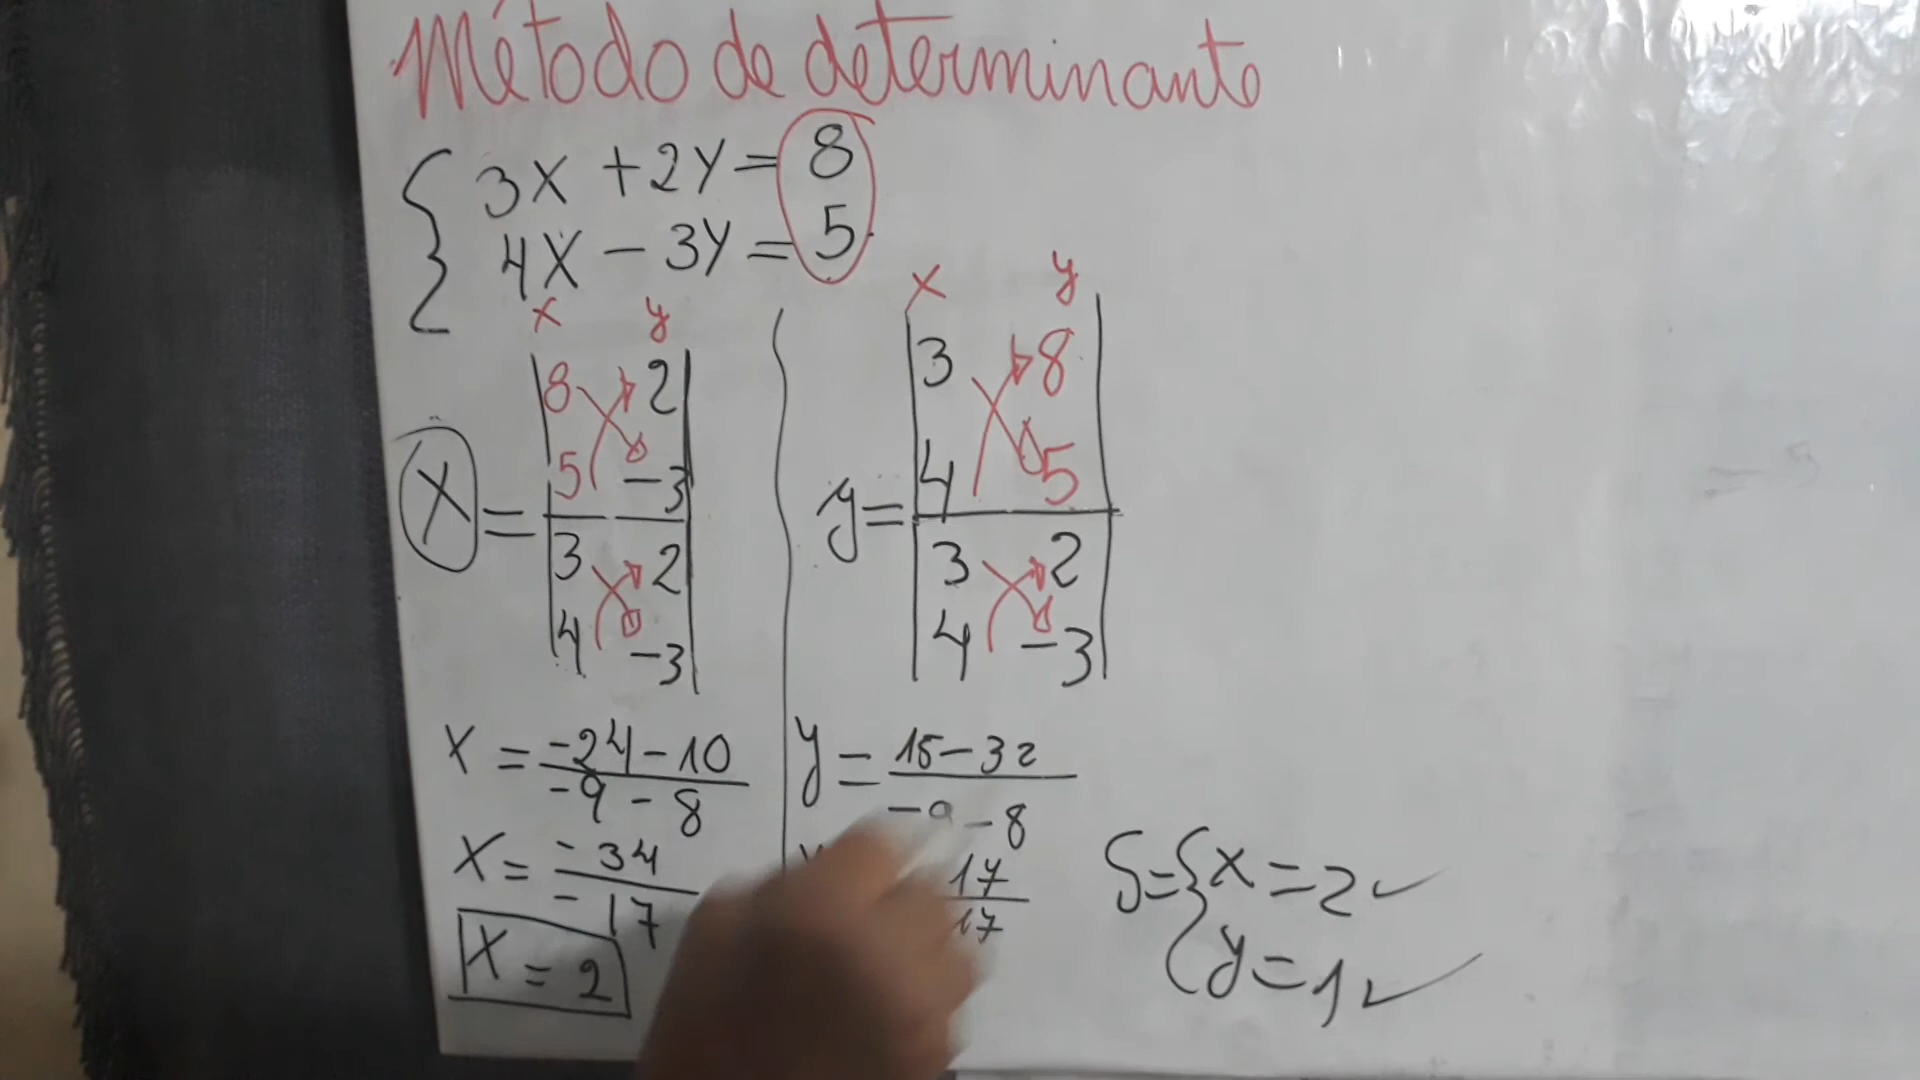 Método de determinante
3X + 2Y = 8
4X - 3Y = 5
x y
8 2
5 -3
X =
3 2
4 -3
X = -24-10
-9 - 8
X = -34
-17
X = 2
x y
3 8
4 5
y =
3 2
4 -3
y = 15-32
-9-8
17
17
S = { x = 2
y = 1